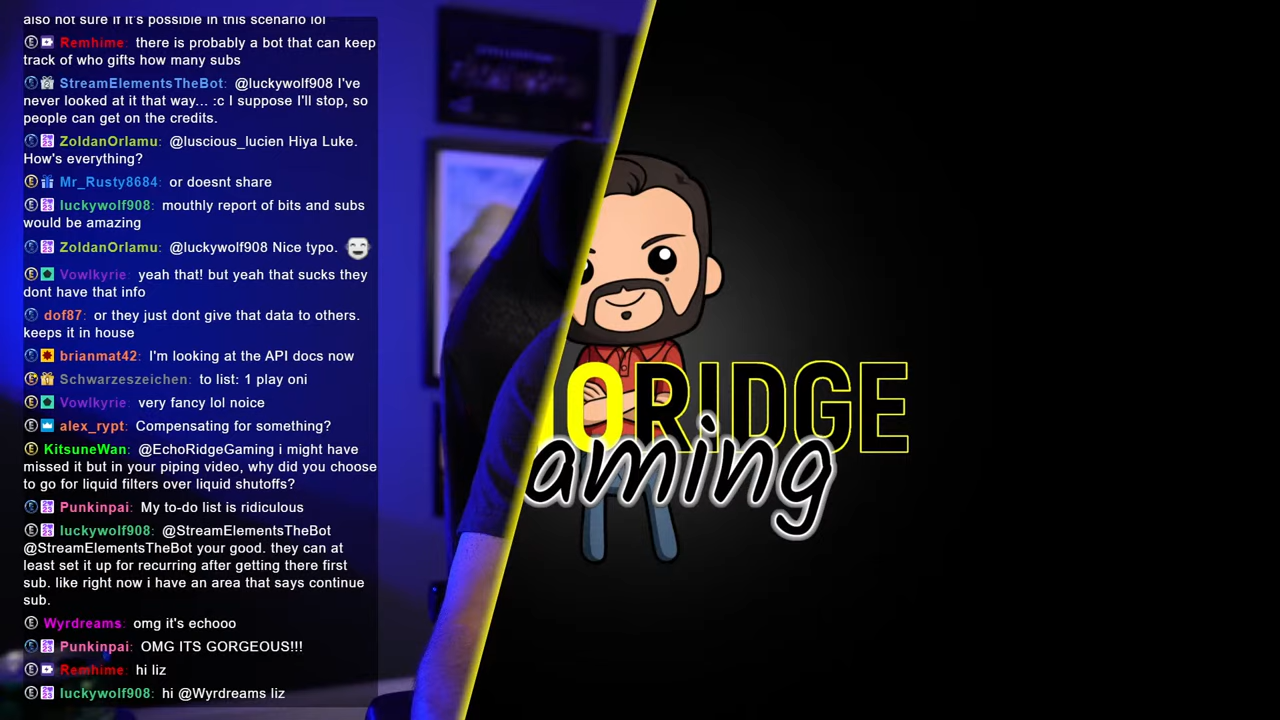 also not sure if it's possible in this scenario lol
Remhime: there is probably a bot that can keep
track of who gifts how many subs
StreamElementsTheBot: @luckywolf908 I've
never looked at it that way... :c I suppose I'll stop, so
people can get on the credits.
ZoldanOrlamu: @luscious_lucien Hiya Luke.
How's everything?
Mr_Rusty8684: or doesnt share
luckywolf908: mouthly report of bits and subs
would be amazing
ZoldanOrlamu: @luckywolf908 Nice typo.
Vowlkyrie: yeah that! but yeah that sucks they
dont have that info
dof87: or they just dont give that data to others.
keeps it in house
brianmat42: I'm looking at the API docs now
Schwarzeszeichen: to list: 1 play oni
Vowlkyrie: very fancy lol noice
alex_rypt: Compensating for something?
KitsuneWan: @EchoRidgeGaming i might have
missed it but in your piping video, why did you choose
to go for liquid filters over liquid shutoffs?
Punkinpai: My to-do list is ridiculous
luckywolf908: @StreamElementsTheBot
@StreamElementsTheBot your good. they can at
least set it up for recurring after getting there first
sub. like right now i have an area that says continue
sub.
Wyrdreams: omg it's echooo
Punkinpai: OMG ITS GORGEOUS!!!
Remhime: hi liz
luckywolf908: hi @Wyrdreams liz
ORIDGE
aming